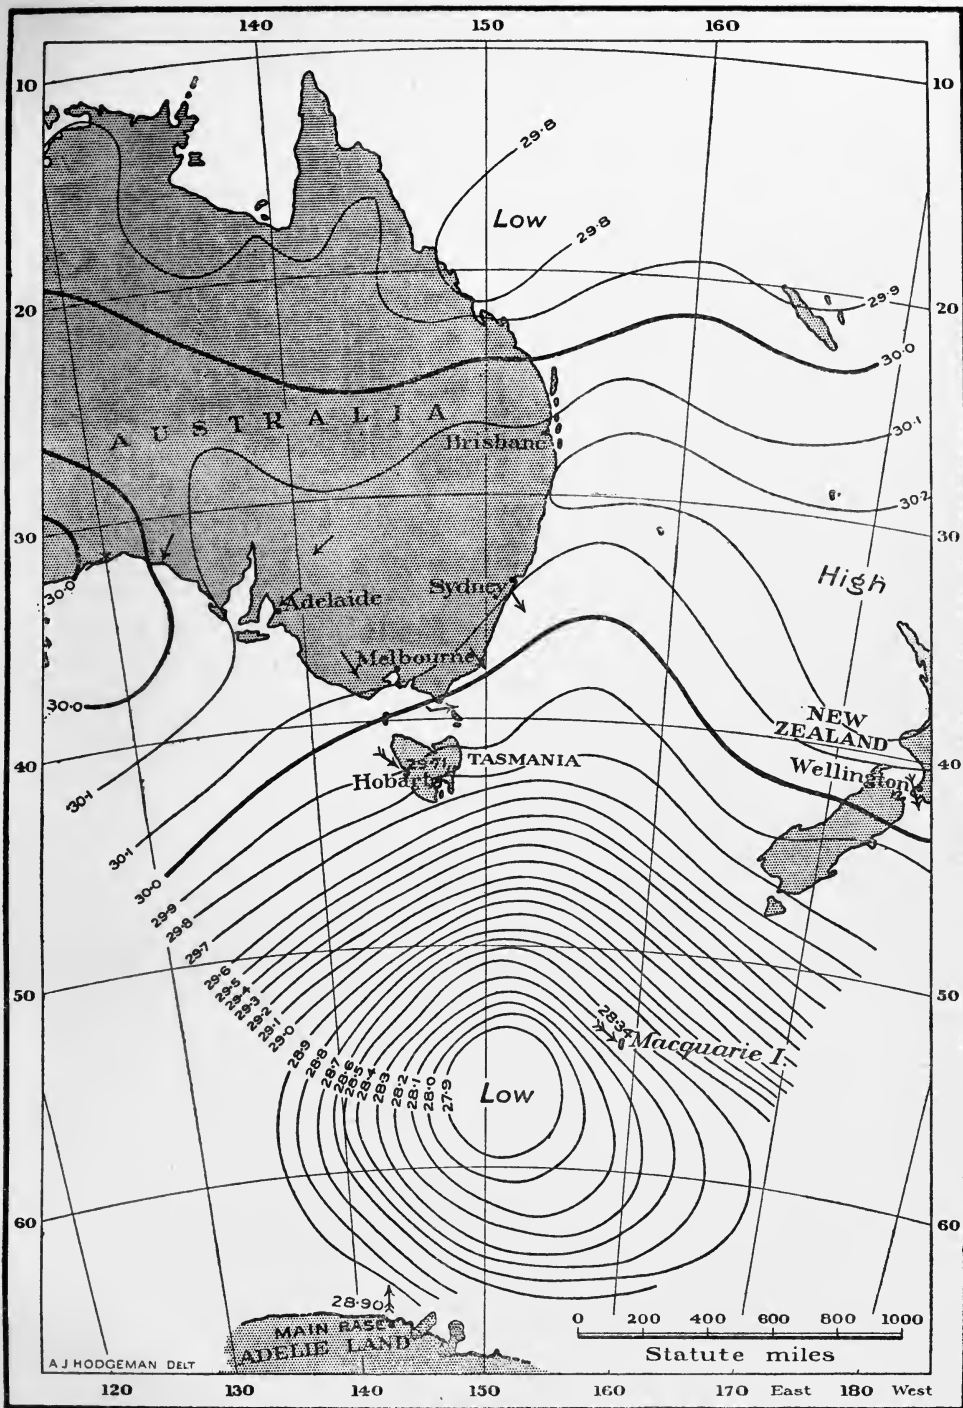 140 150 160
10 10
29·8
Low
29·8
29·9
20 20
30·0
AUSTRALIA
30·1
Brisbane
30·2
30 30
High
30·0
Sydney
Adelaide
Melbourne
30·0
NEW
ZEALAND
40 40
TASMANIA
29·71
Hobart
Wellington
30·1
30·1
30·0
29·9
29·8
29·7
29·6
29·5
29·4
29·3
29·2
29·1
29·0
50 50
28·9
28·8
28·7
28·6
28·5
28·4
28·3
28·2
28·1
28·0
27·9
28·34
Macquarie I.
Low
60 60
28·90
MAIN BASE
ADELIE LAND
0 200 400 600 800 1000
Statute miles
A J HODGEMAN DELT
120 130 140 150 160 170 East 180 West